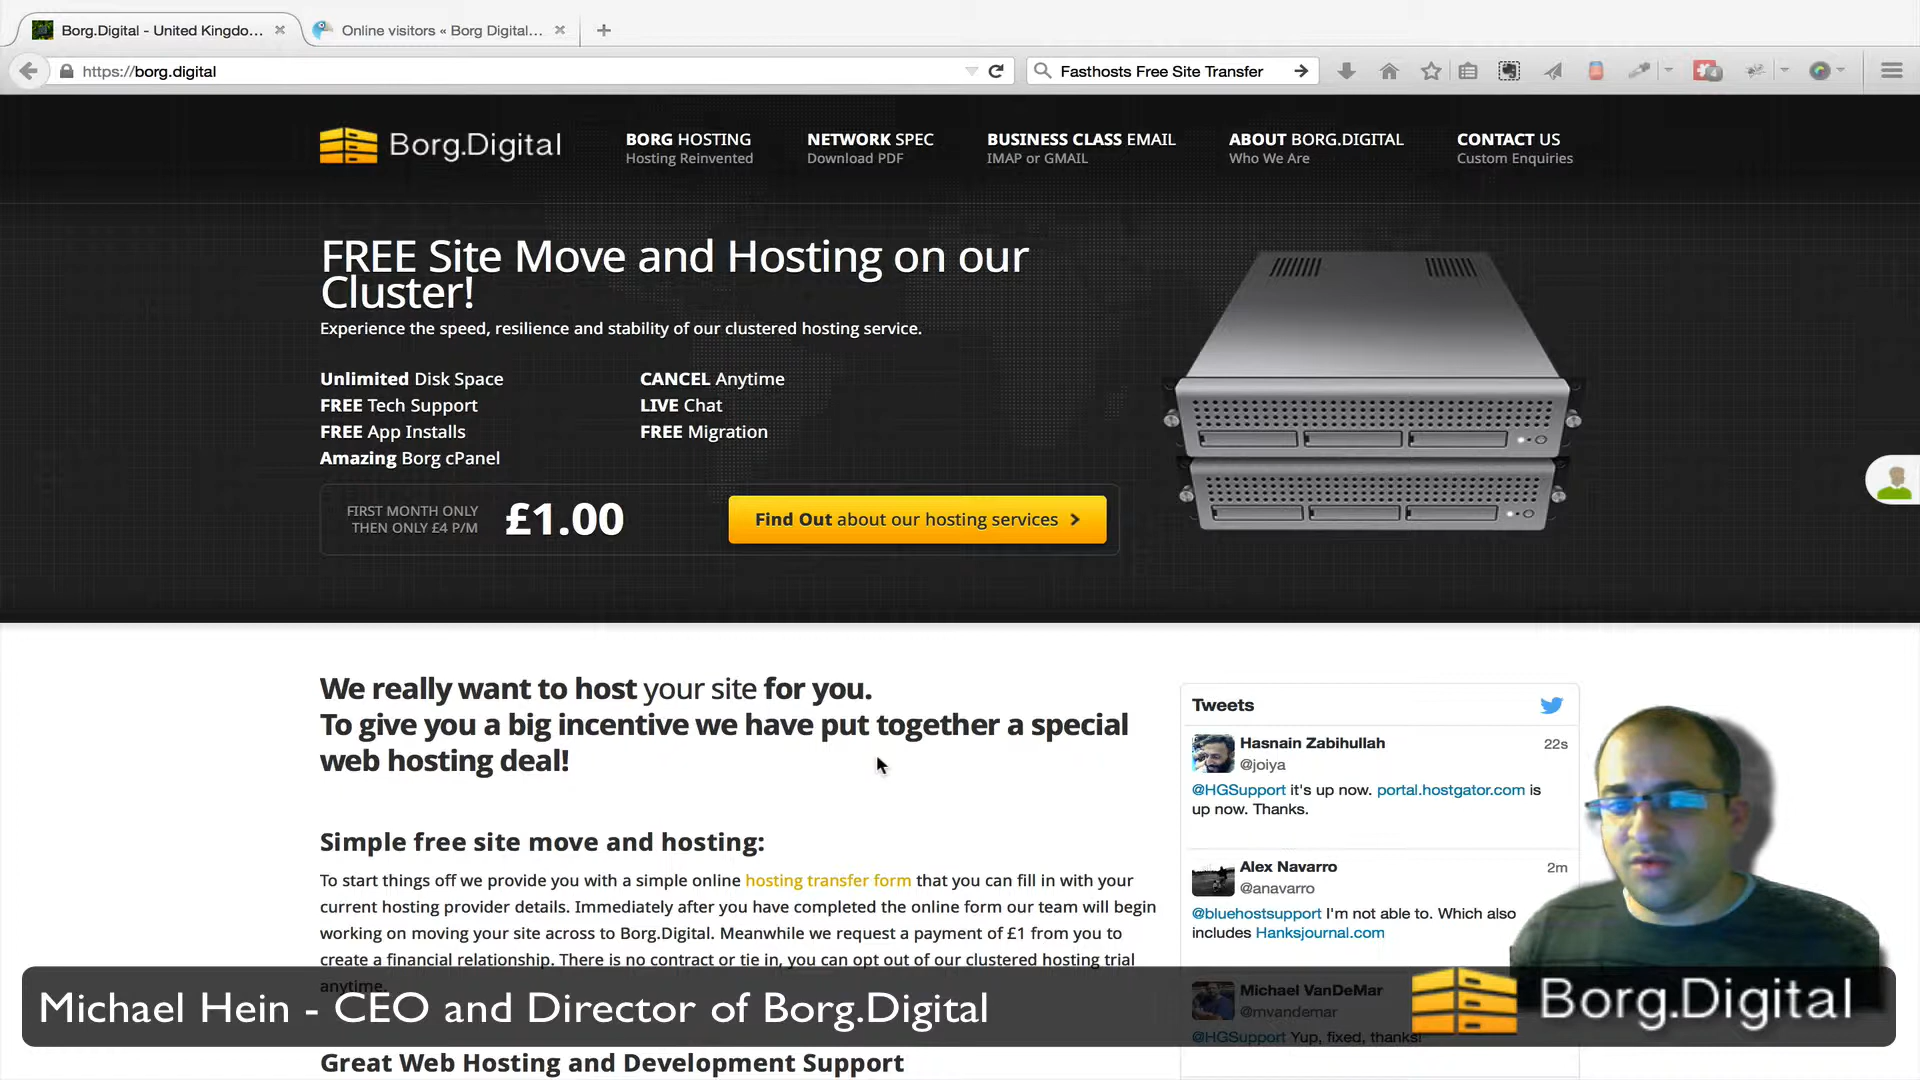 Borg.Digital - United Kingdo...
Online visitors « Borg Digital...
https://borg.digital
Fasthosts Free Site Transfer
4
Borg.Digital
BORG HOSTING
Hosting Reinvented
NETWORK SPEC
Download PDF
BUSINESS CLASS EMAIL
IMAP or GMAIL
ABOUT BORG.DIGITAL
Who We Are
CONTACT US
Custom Enquiries
FREE Site Move and Hosting on our
Cluster!
Experience the speed, resilience and stability of our clustered hosting service.
Unlimited Disk Space
FREE Tech Support
FREE App Installs
Amazing Borg cPanel
CANCEL Anytime
LIVE Chat
FREE Migration
FIRST MONTH ONLY
THEN ONLY £4 P/M
£1.00
Find Out about our hosting services
We really want to host your site for you.
To give you a big incentive we have put together a special
web hosting deal!
Simple free site move and hosting:
To start things off we provide you with a simple online hosting transfer form that you can fill in with your
current hosting provider details. Immediately after you have completed the online form our team will begin
working on moving your site across to Borg.Digital. Meanwhile we request a payment of £1 from you to
create a financial relationship. There is no contract or tie in, you can opt out of our clustered hosting trial
anytime.
Great Web Hosting and Development Support
Tweets
Hasnain Zabihullah
22s
@joiya
@HGSupport it's up now. portal.hostgator.com is
up now. Thanks.
Alex Navarro
2m
@anavarro
@bluehostsupport I'm not able to. Which also
includes Hanksjournal.com
Michael VanDeMar
@mvandemar
@HGSupport Yup, fixed, thanks!
Michael Hein - CEO and Director of Borg.Digital
Borg.Digital